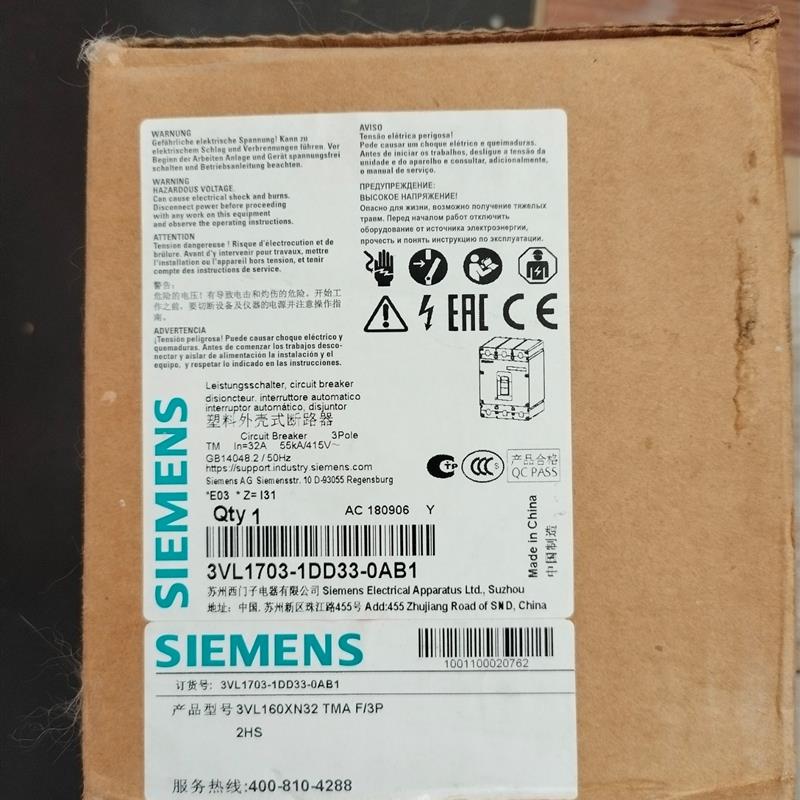 WARNUNG
Gefährliche elektrische Spannung! Kann zu
elektrischem Schlag und Verbrennungen führen. Vor
Beginn der Arbeiten Anlage und Gerät spannungsfrei
schalten und Betriebsanleitung beachten.
WARNING
HAZARDOUS VOLTAGE.
Can cause electrical shock and burns.
Disconnect power before proceeding
with any work on this equipment
and observe the operating instructions.
ATTENTION
Tension dangereuse ! Risque d'électrocution et de
brûlure. Avant d'y intervenir pour travaux, mettre
l'installation ou l'appareil hors tension, et tenir
compte des instructions de service.
警告:
危险的电压! 有导致电击和灼伤的危险。开始工
作之前，要切断设备及仪器的电源并注意操作指
南。
ADVERTENCIA
¡Tensión peligrosa! Puede causar choque eléctrico y
quemaduras. Antes de comenzar los trabajos desco-
nectar y aislar de alimentación la instalación y el
equipo, y respetar lo indicado en las instrucciones.
AVISO
Tensão elétrica perigosa!
Pode causar um choque elétrico e queimaduras.
Antes de iniciar os trabalhos, desligue a tensão da
unidade e do aparelho e consultar, adicionalmente,
o manual de serviço.
ПРЕДУПРЕЖДЕНИЕ:
ВЫСОКОЕ НАПРЯЖЕНИЕ!
Опасно для жизни, возможно получение тяжелых
травм. Перед началом работ отключить
оборудование от источника электроэнергии,
прочесть и понять инструкцию по эксплуатации.
EAC CE
SIEMENS
Leistungsschalter, circuit breaker
disioncteur. interruttore automatico
interruptor automático, disjuntor
塑料外壳式断路器
Circuit Breaker 3Pole
TM In=32A 55kA/415V~
GB14048.2 / 50Hz
https://support.industry.siemens.com
Siemens AG Siemensstr. 10 D-93055 Regensburg
*E03 * Z= I31
Qty 1 AC 180906 Y
CCC S
产品合格
QC PASS
Made in China
中国制造
3VL1703-1DD33-0AB1
苏州西门子电器有限公司 Siemens Electrical Apparatus Ltd., Suzhou
地址: 中国. 苏州新区珠江路455号 Add:455 Zhujiang Road of SND, China
SIEMENS
1001100020762
订货号: 3VL1703-1DD33-0AB1
产品型号 3VL160XN32 TMA F/3P
2HS
服务热线:400-810-4288